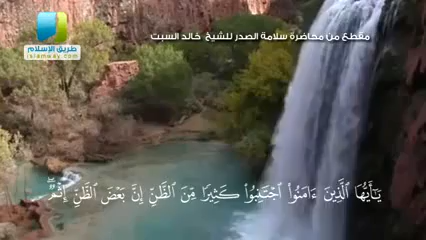 مقطع من محاضرة سلامة الصدر للشيخ خالد السبت
طريق الإسلام
islamway.com
يَـٰٓأَيُّهَا ٱلَّذِينَ ءَامَنُوا۟ ٱجْتَنِبُوا۟ كَثِيرًا مِّنَ ٱلظَّنِّ إِنَّ بَعْضَ ٱلظَّنِّ إِثْمٌ ۖ